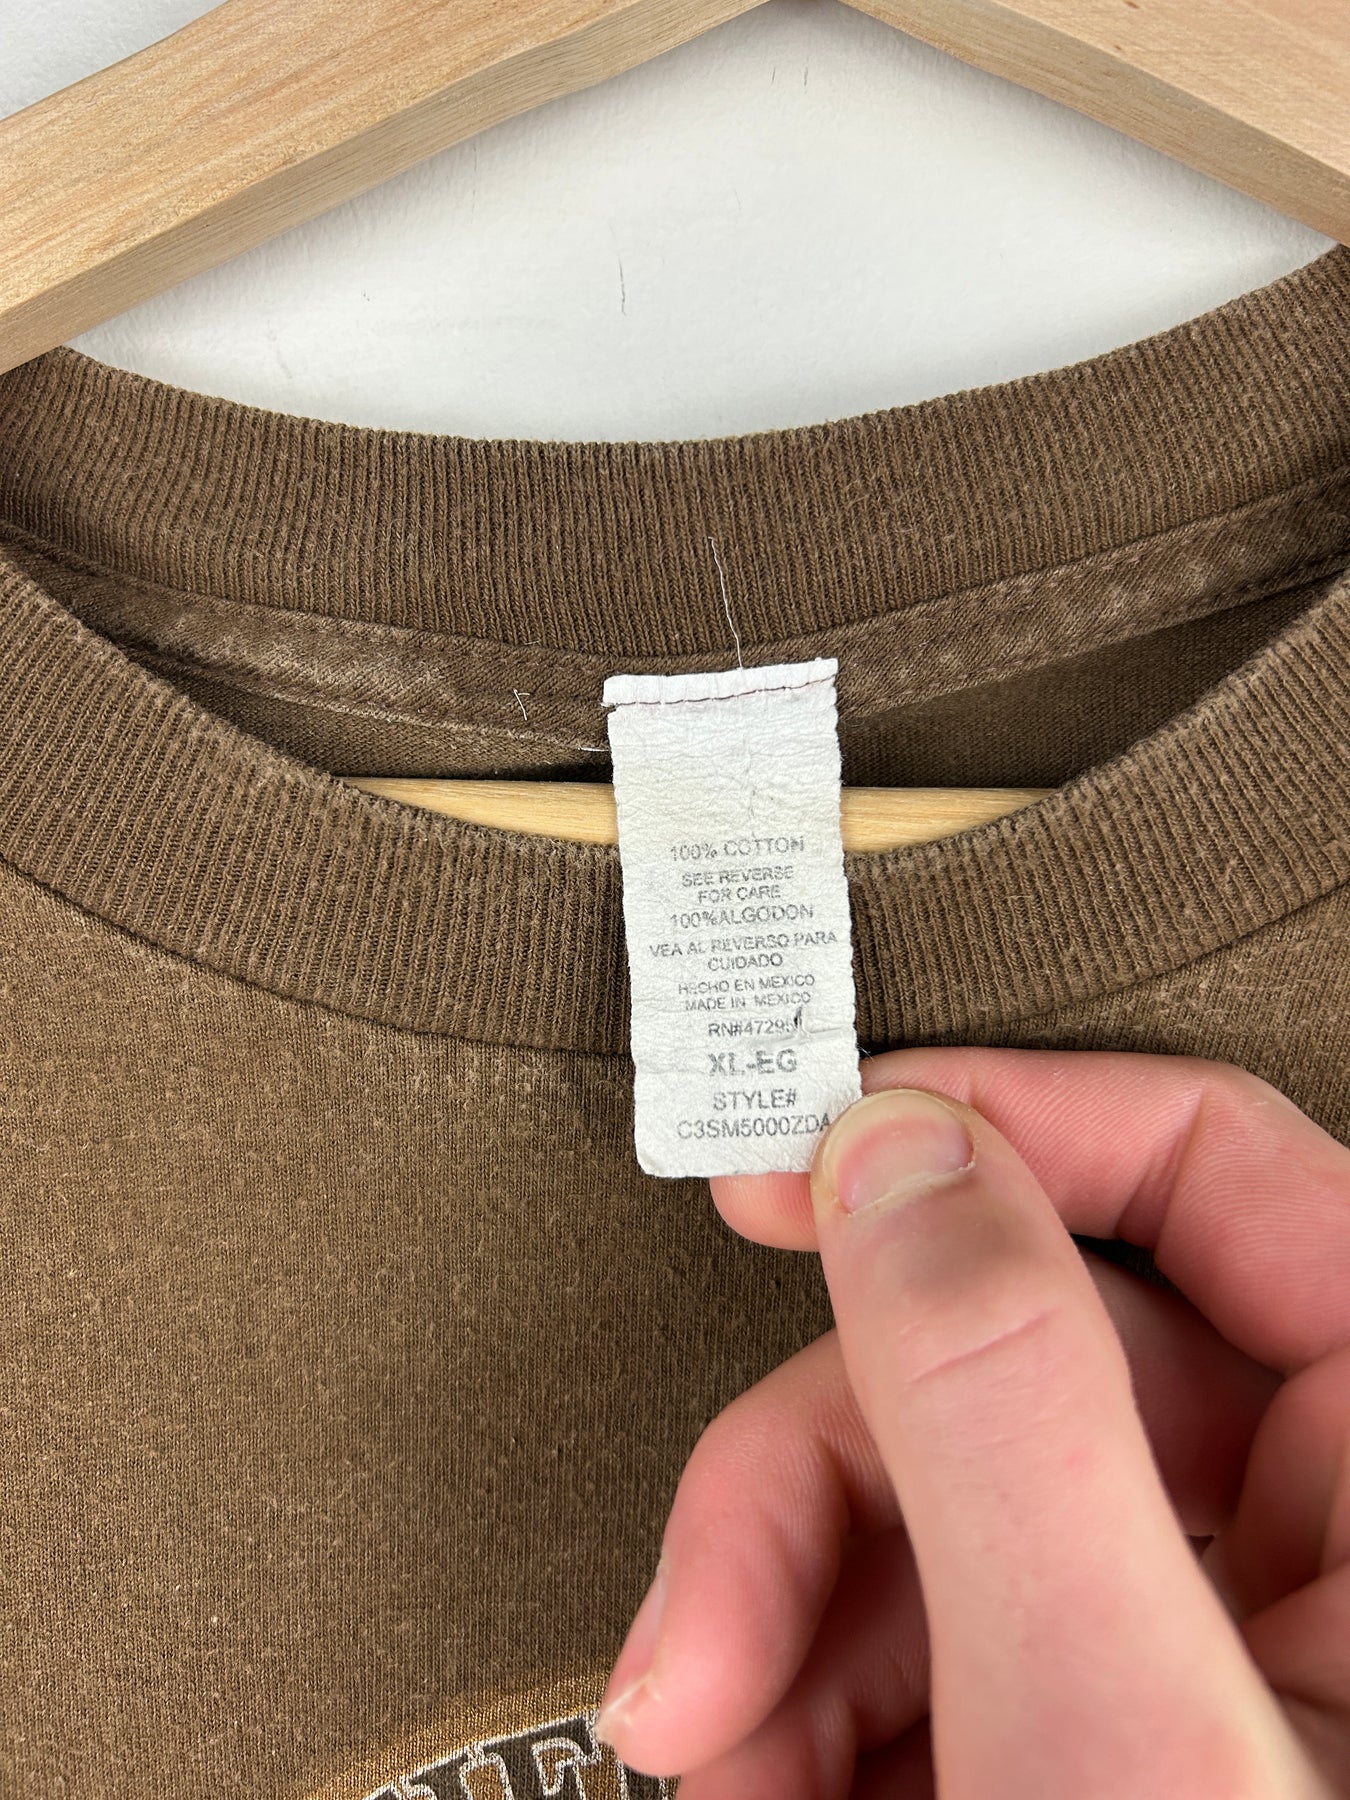 100% COTTON
SEE REVERSE
FOR CARE
100%ALGODON
VEA AL REVERSO PARA
CUIDADO
HECHO EN MEXICO
MADE IN MEXICO
XL-EG
STYLE#
C3SM5000ZDA